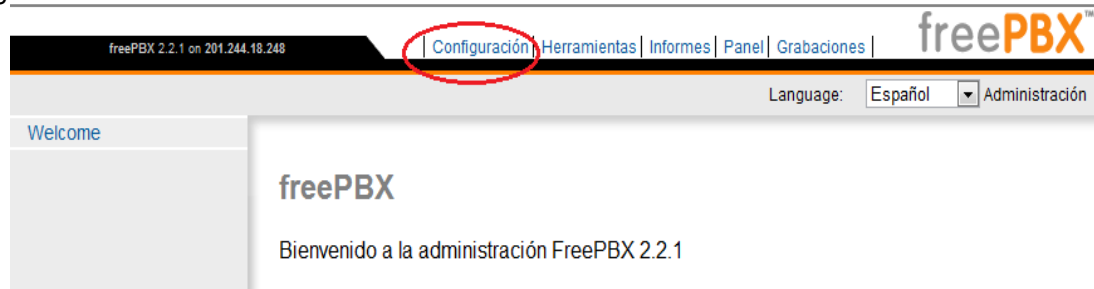 freePBX 2.2.1 on 201.244.18.248
Configuración | Herramientas | Informes | Panel | Grabaciones |
freePBX™
Language: Español Administración
Welcome
freePBX
Bienvenido a la administración FreePBX 2.2.1